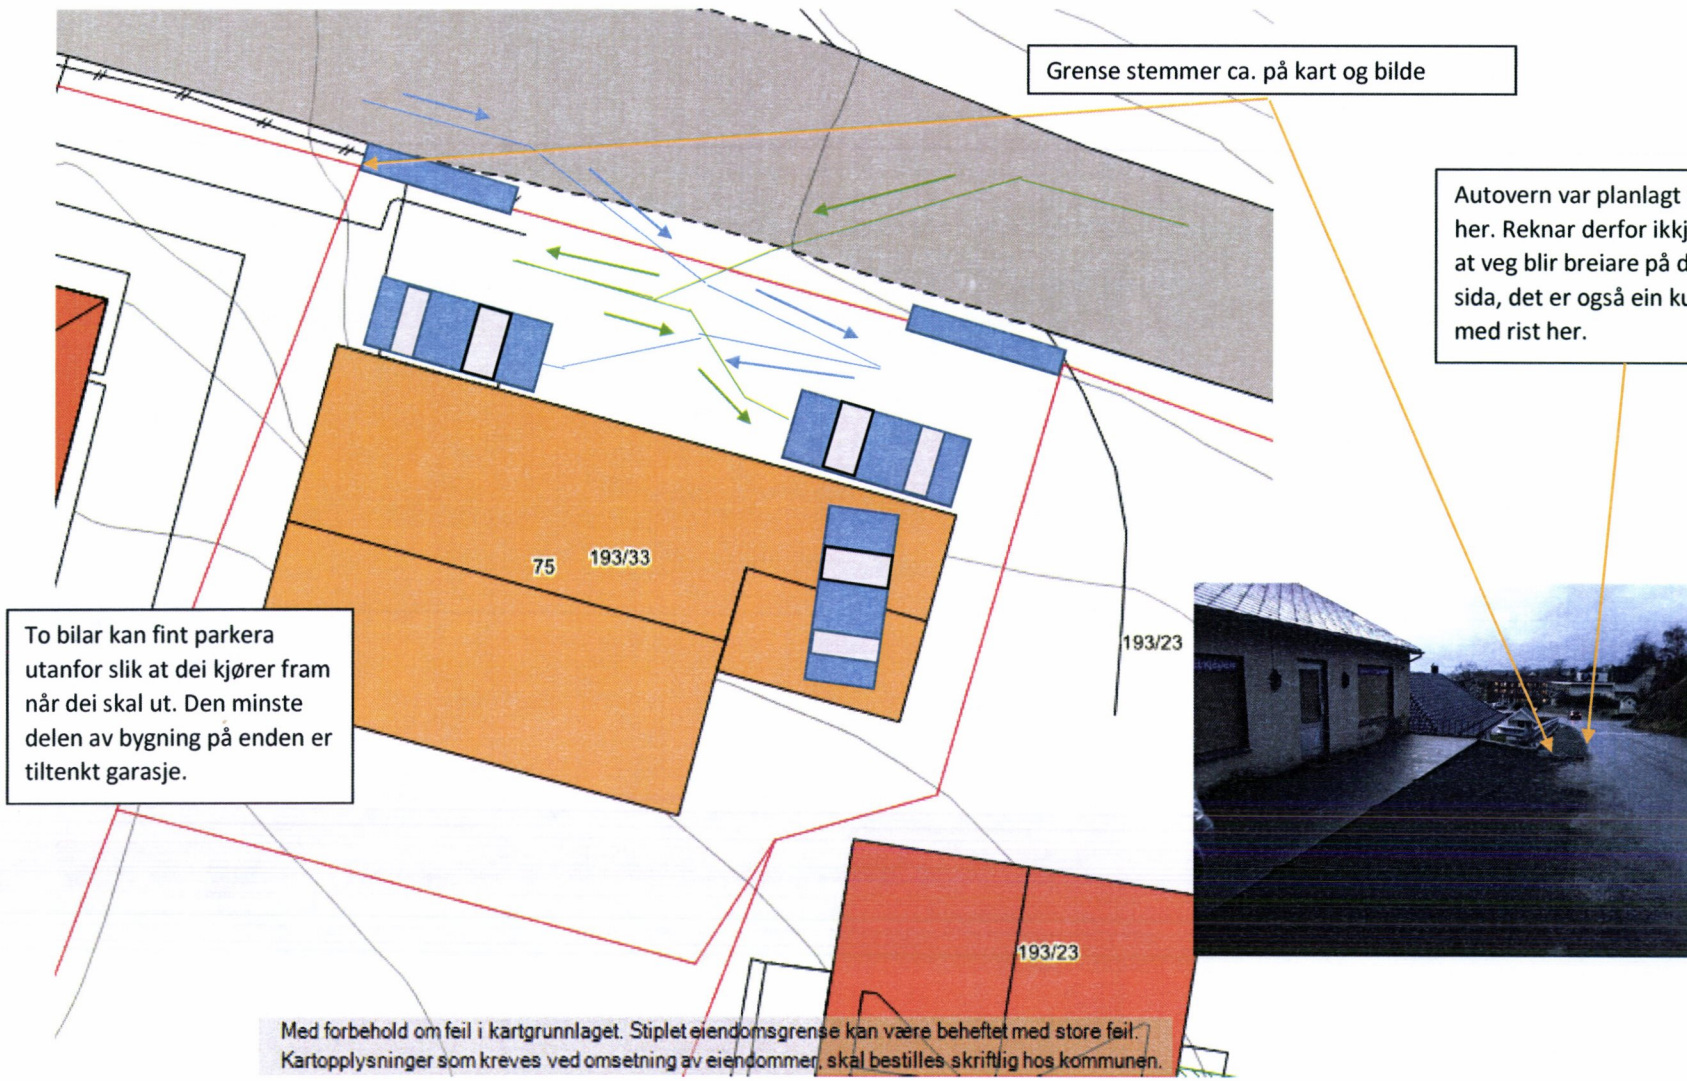 Grense stemmer ca. på kart og bilde
Autovern var planlagt
her. Reknar derfor
at veg blir breiare på
sida, det er også ein
med rist her.
75 193/33
193/23
To bilar kan fint parkera
utanfor slik at dei kjører fram
når dei skal ut. Den minste
delen av bygning på enden er
tiltenkt garasje.
193/23
Med forbehold om feil i kartgrunnlaget. Stiplet eiendomsgrense kan være beheftet med store feil.
Kartopplysninger som kreves ved omsetning av eiendommer, skal bestilles skriftlig hos kommunen.